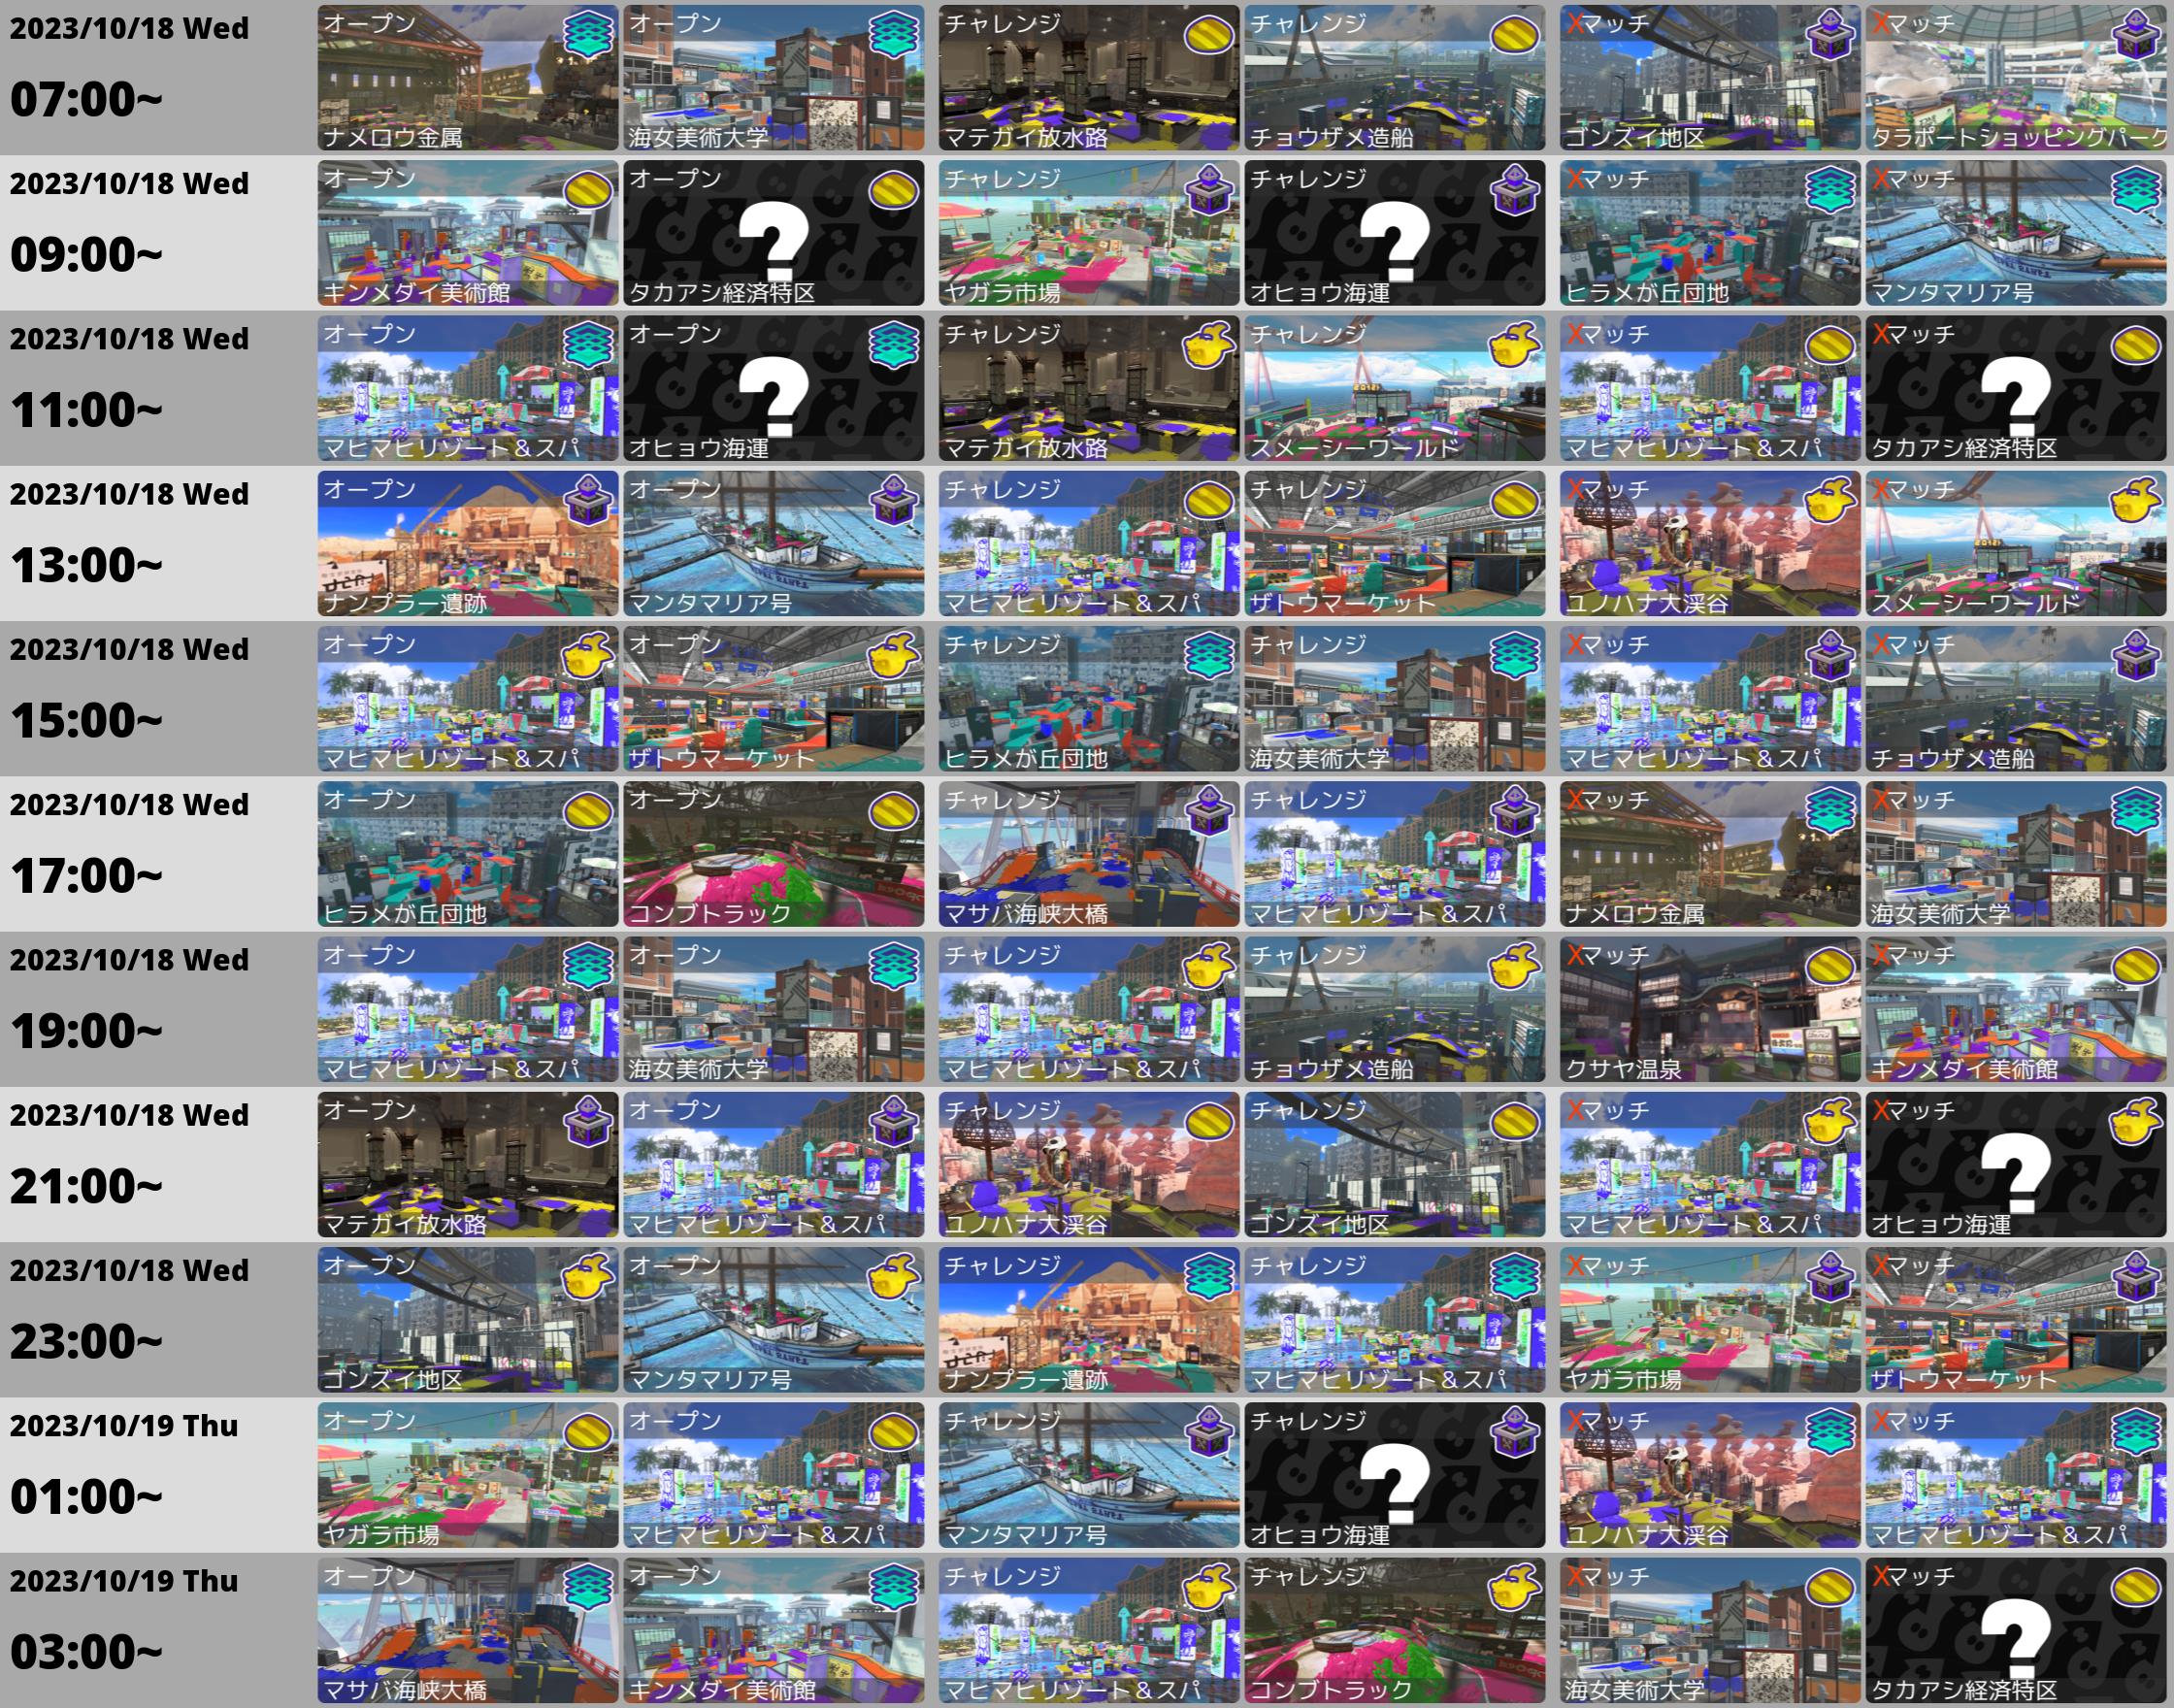 2023/10/18 Wed
07:00~
オープン
ナメロウ金属
オープン
海女美術大学
チャレンジ
マテガイ放水路
チャレンジ
チョウザメ造船
Xマッチ
ゴンズイ地区
Xマッチ
タラポートショッピングパーク
2023/10/18 Wed
09:00~
オープン
キンメダイ美術館
オープン
?
タカアシ経済特区
チャレンジ
ヤガラ市場
チャレンジ
?
オヒョウ海運
Xマッチ
ヒラメが丘団地
Xマッチ
マンタマリア号
2023/10/18 Wed
11:00~
オープン
マヒマヒリゾート＆スパ
オープン
?
オヒョウ海運
チャレンジ
マテガイ放水路
チャレンジ
スメーシーワールド
Xマッチ
マヒマヒリゾート＆スパ
Xマッチ
?
タカアシ経済特区
2023/10/18 Wed
13:00~
オープン
ナンプラー遺跡
オープン
マンタマリア号
チャレンジ
マヒマヒリゾート＆スパ
チャレンジ
ザトウマーケット
Xマッチ
ユノハナ大渓谷
Xマッチ
スメーシーワールド
2023/10/18 Wed
15:00~
オープン
マヒマヒリゾート＆スパ
オープン
ザトウマーケット
チャレンジ
ヒラメが丘団地
チャレンジ
海女美術大学
Xマッチ
マヒマヒリゾート＆スパ
Xマッチ
チョウザメ造船
2023/10/18 Wed
17:00~
オープン
ヒラメが丘団地
オープン
コンブトラック
チャレンジ
マサバ海峡大橋
チャレンジ
マヒマヒリゾート＆スパ
Xマッチ
ナメロウ金属
Xマッチ
海女美術大学
2023/10/18 Wed
19:00~
オープン
マヒマヒリゾート＆スパ
オープン
海女美術大学
チャレンジ
マヒマヒリゾート＆スパ
チャレンジ
チョウザメ造船
Xマッチ
クサヤ温泉
Xマッチ
キンメダイ美術館
2023/10/18 Wed
21:00~
オープン
マテガイ放水路
オープン
マヒマヒリゾート＆スパ
チャレンジ
ユノハナ大渓谷
チャレンジ
ゴンズイ地区
Xマッチ
マヒマヒリゾート＆スパ
Xマッチ
?
オヒョウ海運
2023/10/18 Wed
23:00~
オープン
ゴンズイ地区
オープン
マンタマリア号
チャレンジ
ナンプラー遺跡
チャレンジ
マヒマヒリゾート＆スパ
Xマッチ
ヤガラ市場
Xマッチ
ザトウマーケット
2023/10/19 Thu
01:00~
オープン
ヤガラ市場
オープン
マヒマヒリゾート＆スパ
チャレンジ
マンタマリア号
チャレンジ
?
オヒョウ海運
Xマッチ
ユノハナ大渓谷
Xマッチ
マヒマヒリゾート＆スパ
2023/10/19 Thu
03:00~
オープン
マサバ海峡大橋
オープン
キンメダイ美術館
チャレンジ
マヒマヒリゾート＆スパ
チャレンジ
コンブトラック
Xマッチ
海女美術大学
Xマッチ
?
タカアシ経済特区